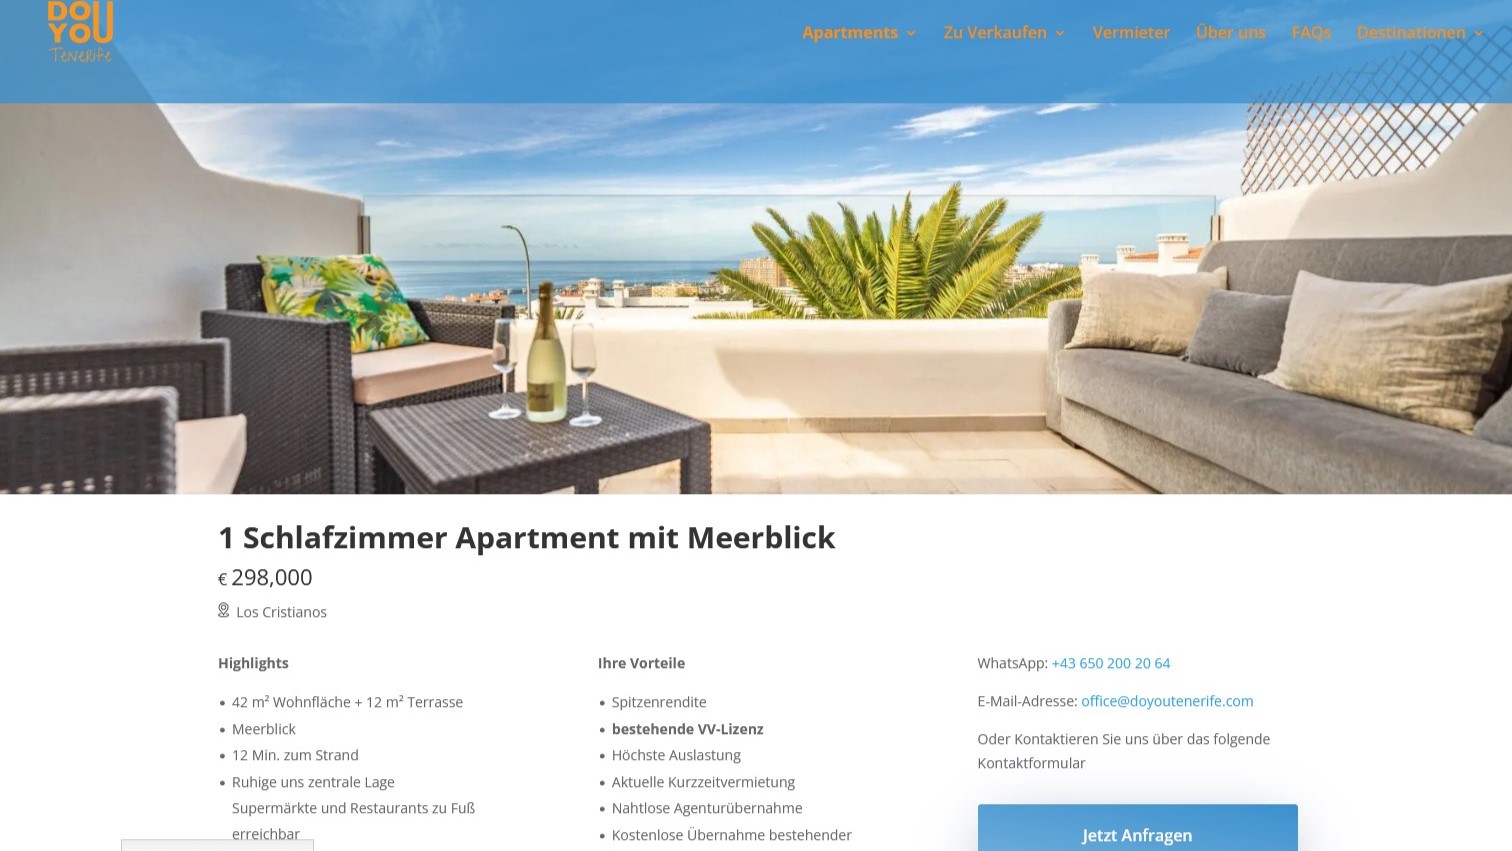 DO YOU
Tenerife
Apartments
Zu Verkaufen
Vermieter
Über uns
FAQs
Destinationen
1 Schlafzimmer Apartment mit Meerblick
€ 298,000
Los Cristianos
Highlights
• 42 m² Wohnfläche + 12 m² Terrasse
• Meerblick
• 12 Min. zum Strand
• Ruhige uns zentrale Lage
Supermärkte und Restaurants zu Fuß
erreichbar
Ihre Vorteile
• Spitzenrendite
• bestehende VV-Lizenz
• Höchste Auslastung
• Aktuelle Kurzzeitvermietung
• Nahtlose Agenturübernahme
• Kostenlose Übernahme bestehender
WhatsApp: +43 650 200 20 64
E-Mail-Adresse: office@doyoutenerife.com
Oder Kontaktieren Sie uns über das folgende
Kontaktformular
Jetzt Anfragen